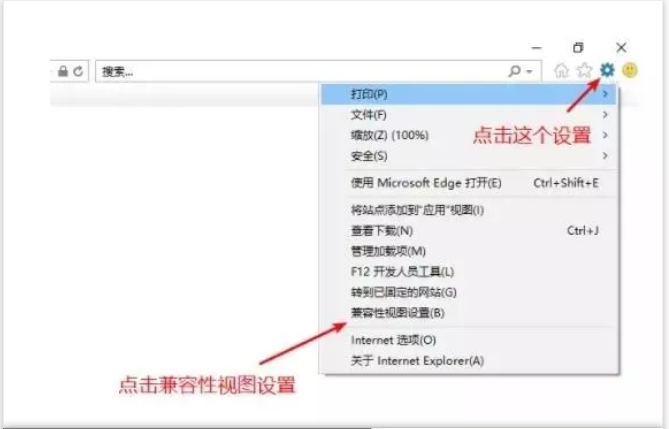 搜索...
打印(P)
文件(F)
缩放(Z) (100%)
安全(S)
点击这个设置
使用 Microsoft Edge 打开(E) Ctrl+Shift+E
将站点添加到“应用”视图(I)
查看下载(N) Ctrl+J
管理加载项(M)
F12 开发人员工具(L)
转到已固定的网站(G)
兼容性视图设置(B)
Internet 选项(O)
关于 Internet Explorer(A)
点击兼容性视图设置